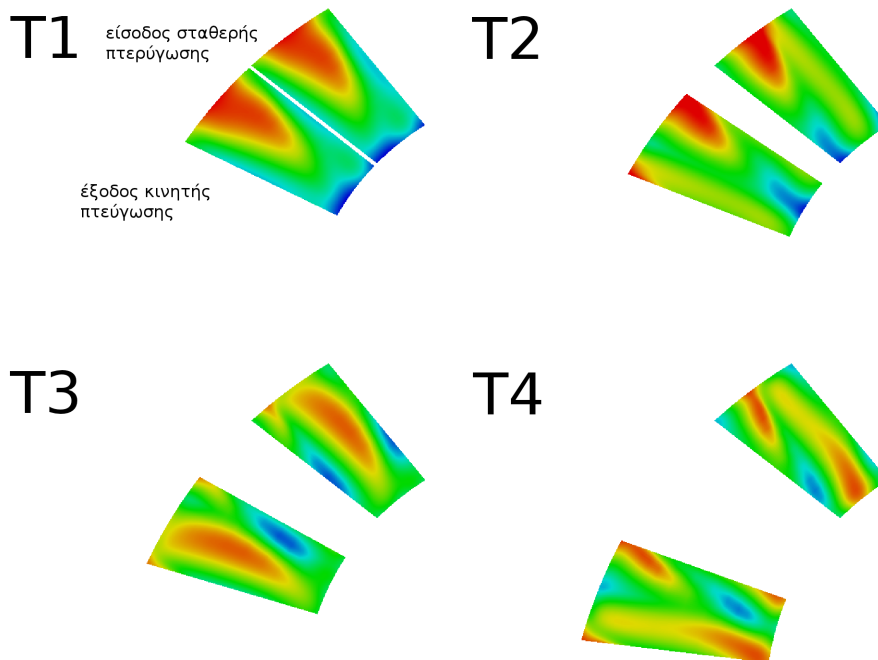 T1
είσοδος σταθερής
πτερύγωσης
έξοδος κινητής
πτεύγωσης
T2
T3
T4